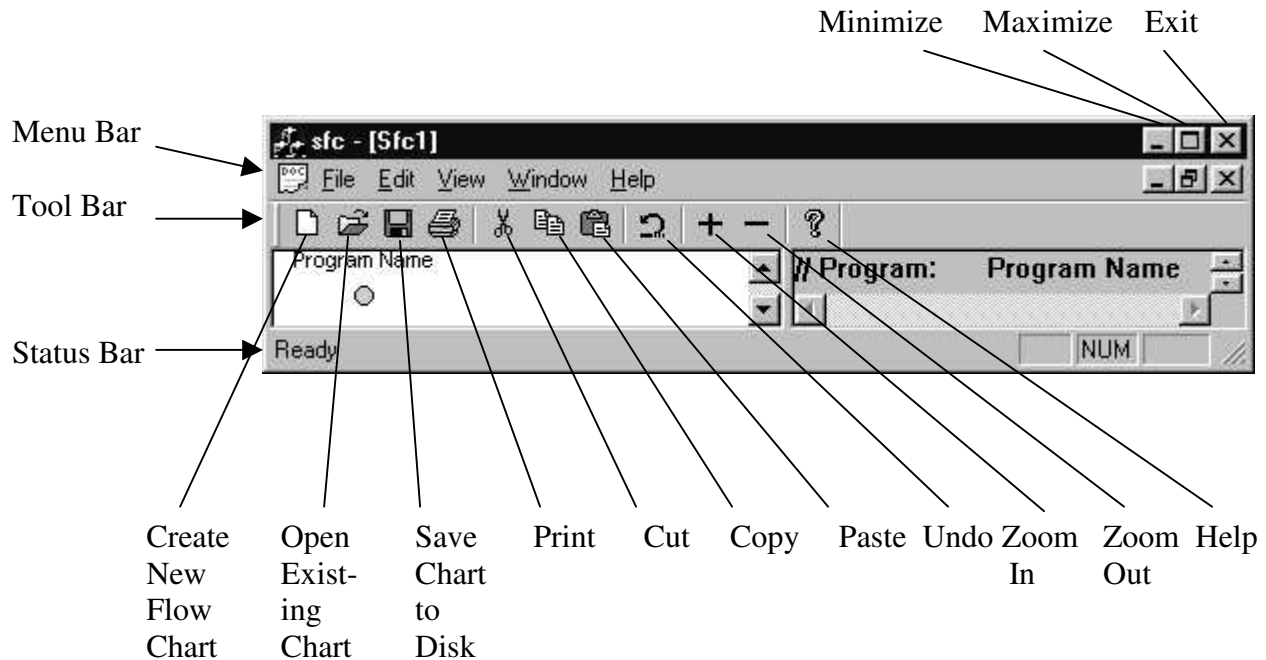 Minimize Maximize Exit
Menu Bar
sfc - [Sfc1]
DOC File Edit View Window Help
Tool Bar
Program Name
// Program: Program Name
Status Bar
Ready NUM
Create Open Save Print Cut Copy Paste Undo Zoom Zoom Help
New Exist- Chart In Out
Flow ing to
Chart Chart Disk